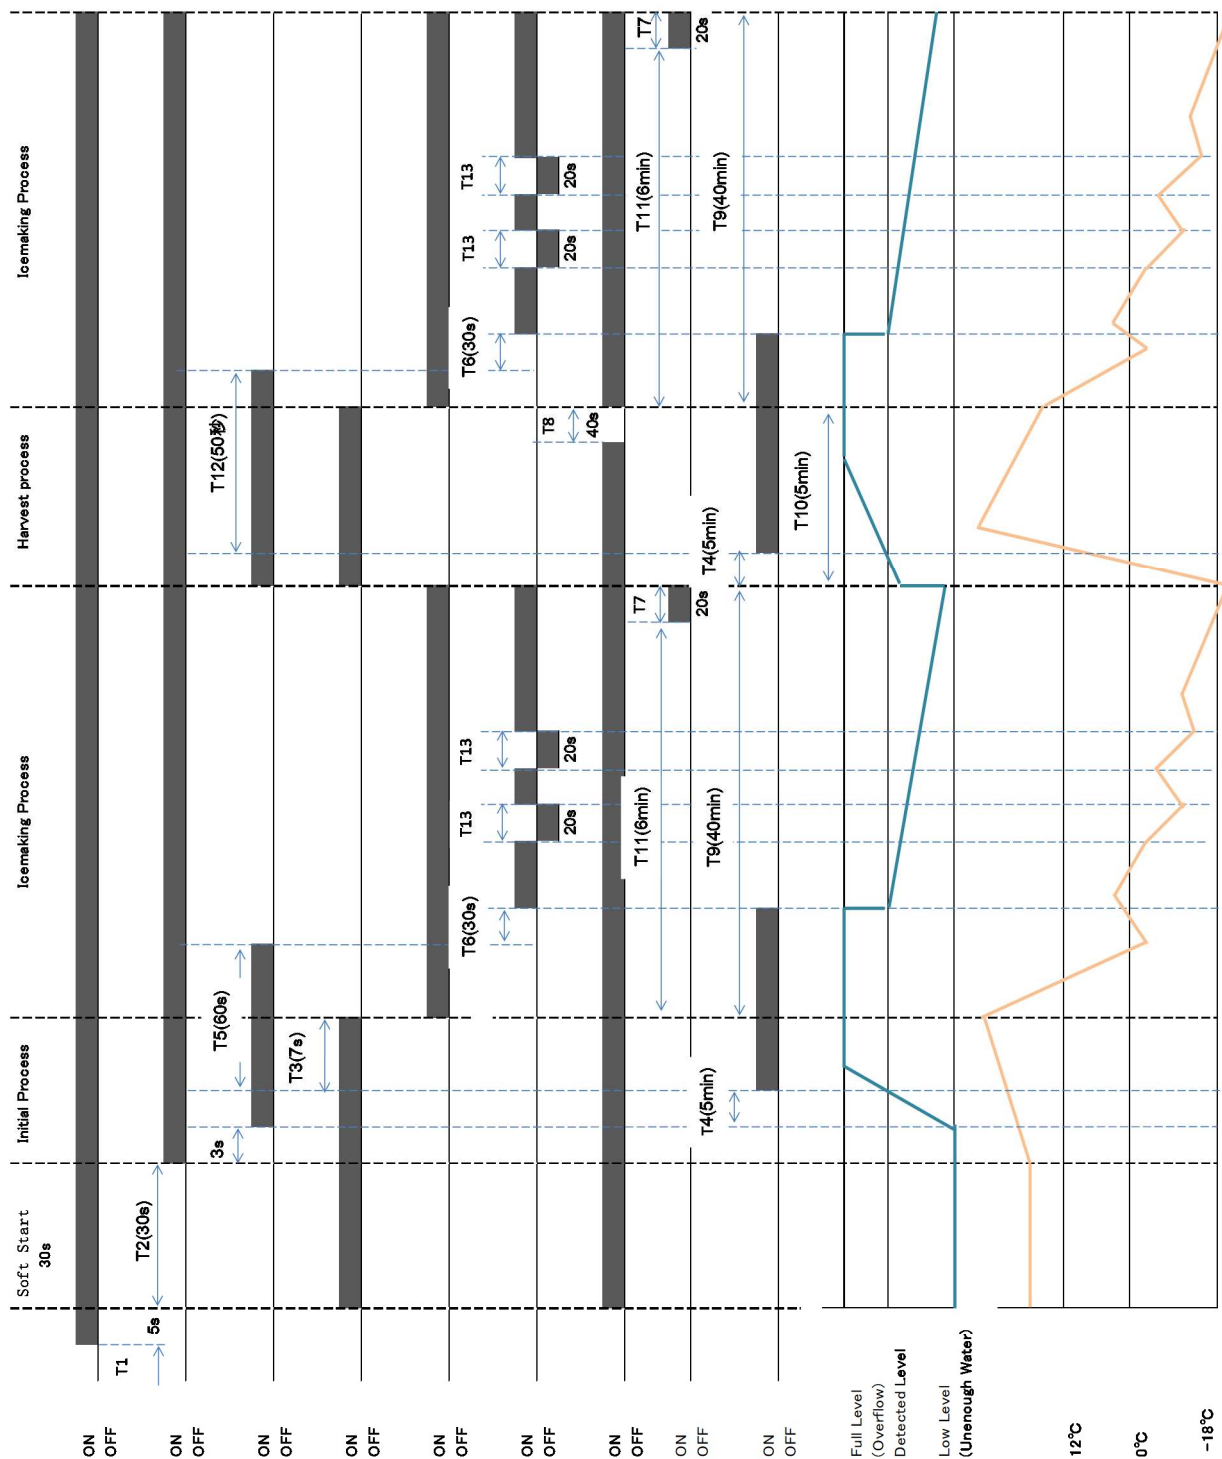 Soft Start
Initial Process
Icemaking Process
Harvest process
Icemaking Process
30s
ON
OFF
T1
5s
T2(30s)
ON
OFF
3s
T5(60s)
T12(50秒)
ON
OFF
T3(7s)
ON
OFF
ON
OFF
T6(30s)
T13
T13
T6(30s)
T13
T13
ON
OFF
20s
20s
T8
40s
20s
20s
ON
OFF
T11(6min)
T7
T11(6min)
T7
ON
OFF
20s
20s
T4(5min)
T9(40min)
T4(5min)
T9(40min)
ON
OFF
T10(5min)
Full Level
(Overflow)
Detected Level
Low Level
(Unenough Water)
12℃
0℃
-18℃